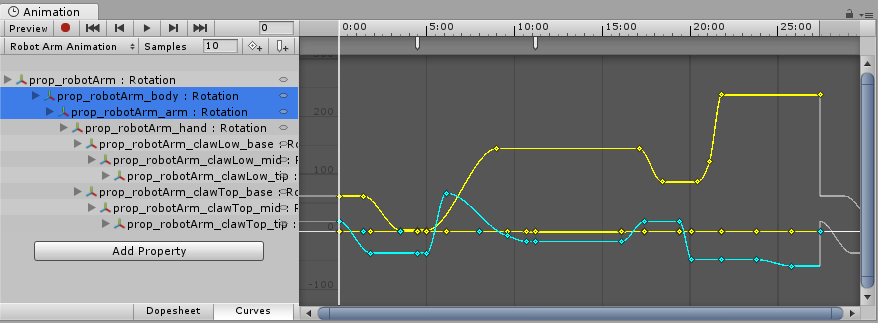 Animation
Preview 0 0:00 5:00 10:00 15:00 20:00 25:00
Robot Arm Animation Samples 10
prop_robotArm : Rotation
prop_robotArm_body : Rotation
prop_robotArm_arm : Rotation
prop_robotArm_hand : Rotation
prop_robotArm_clawLow_base : Ro
prop_robotArm_clawLow_mid : F
prop_robotArm_clawLow_tip :
prop_robotArm_clawTop_base : Ro
prop_robotArm_clawTop_mid : F
prop_robotArm_clawTop_tip :
Add Property
200
100
0
-100
Dopesheet Curves